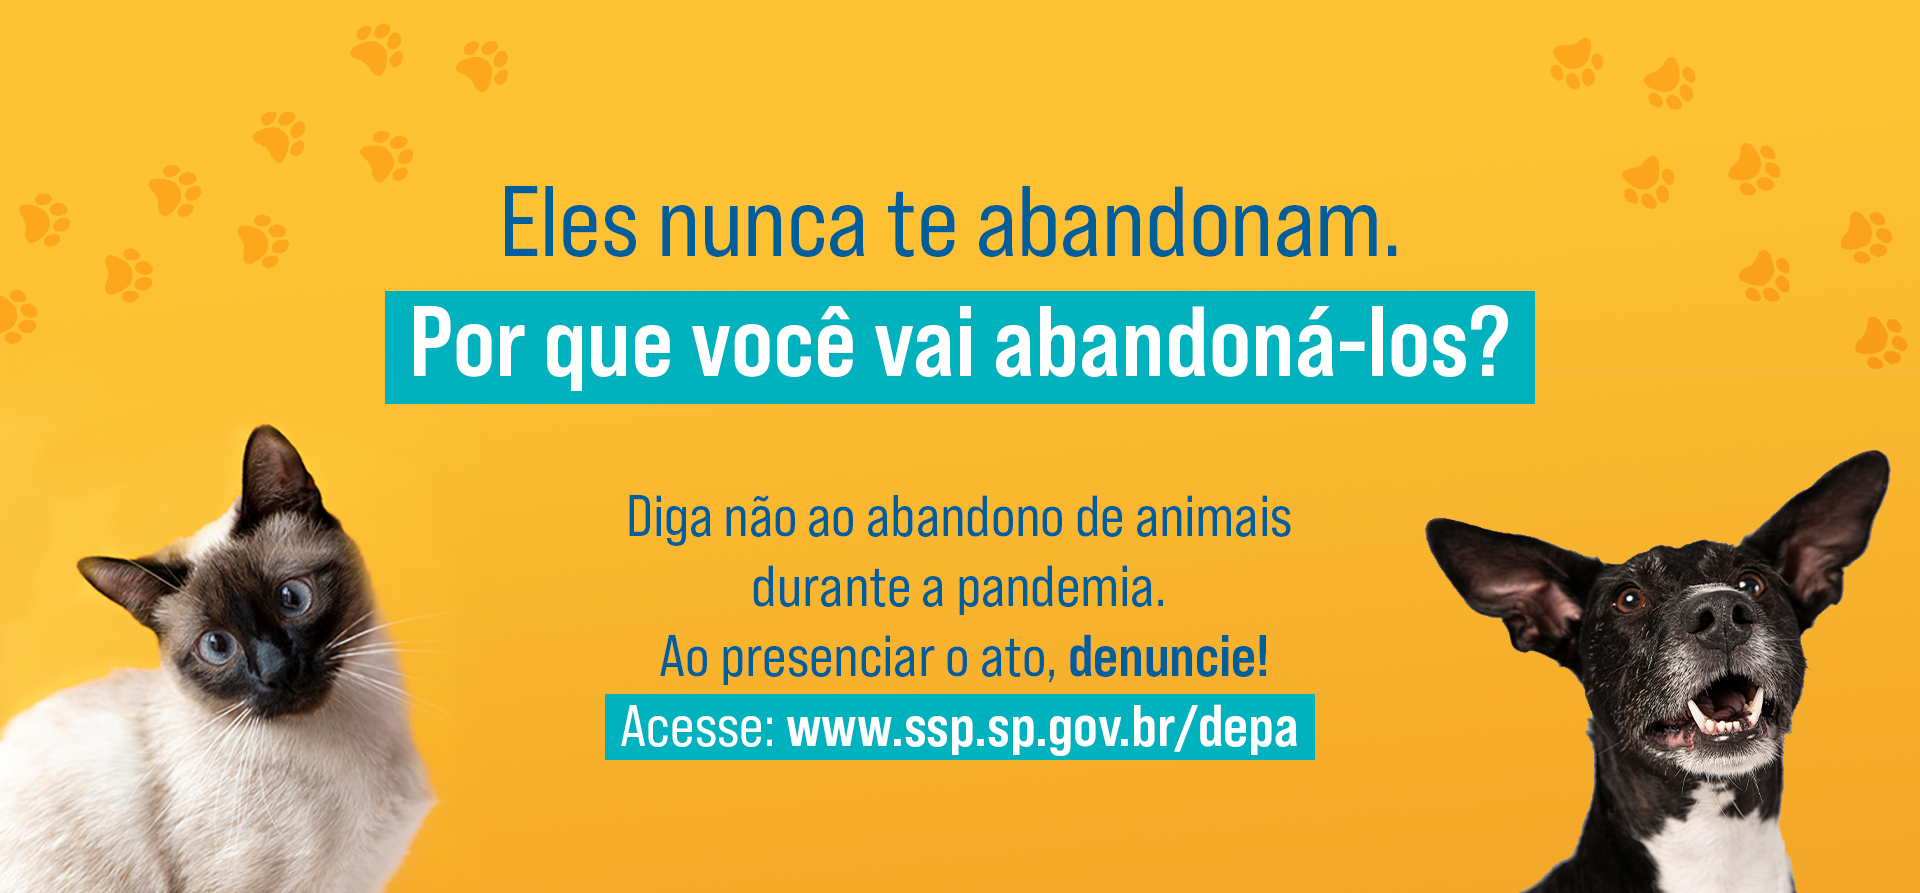 Eles nunca te abandonam.
Por que você vai abandoná-los?
Diga não ao abandono de animais
durante a pandemia.
Ao presenciar o ato, denuncie!
Acesse: www.ssp.sp.gov.br/depa